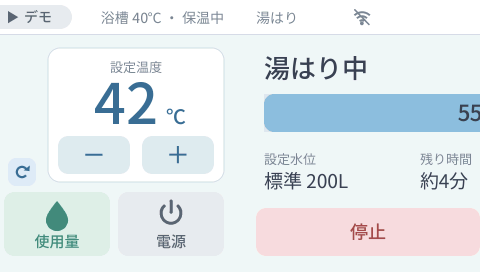 デモ
浴槽 40℃ ・ 保温中
湯はり
設定温度
42 ℃
−
+
使用量
電源
湯はり中
55
設定水位
標準 200L
残り時間
約4分
停止